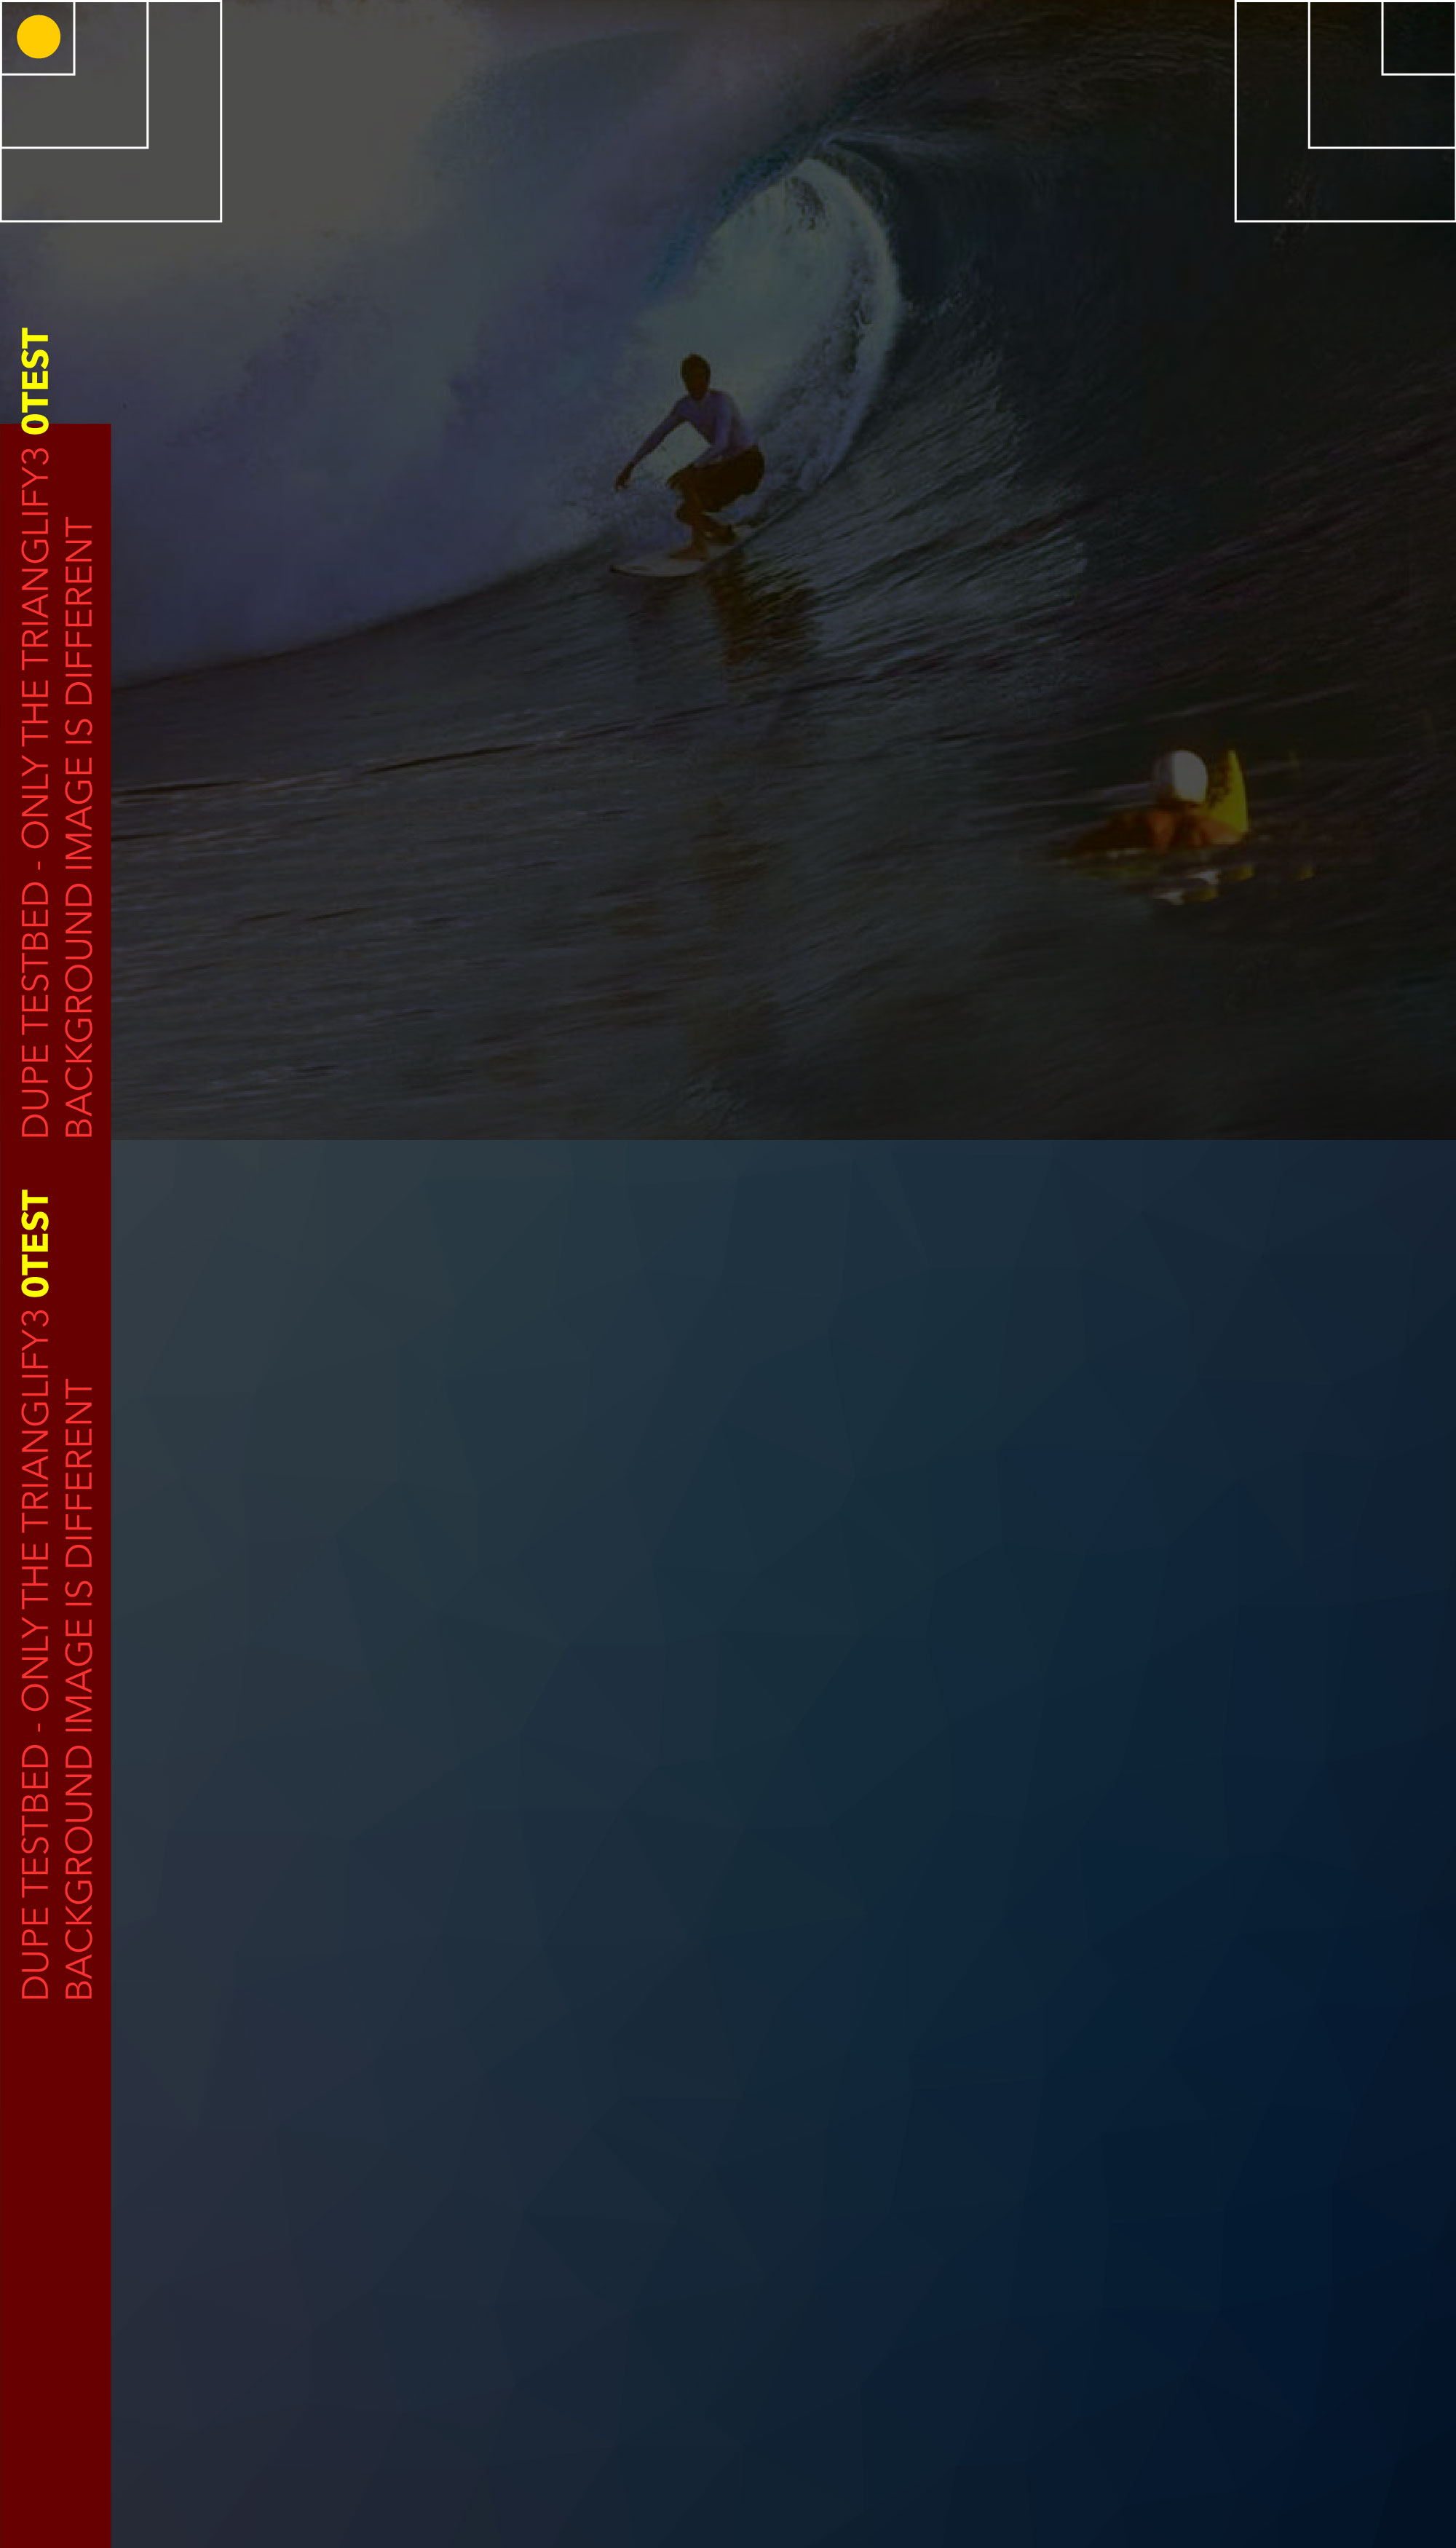 DUPE TESTBED - ONLY THE TRIANGLIFY3 0TEST
BACKGROUND IMAGE IS DIFFERENT
DUPE TESTBED - ONLY THE TRIANGLIFY3 0TEST
BACKGROUND IMAGE IS DIFFERENT